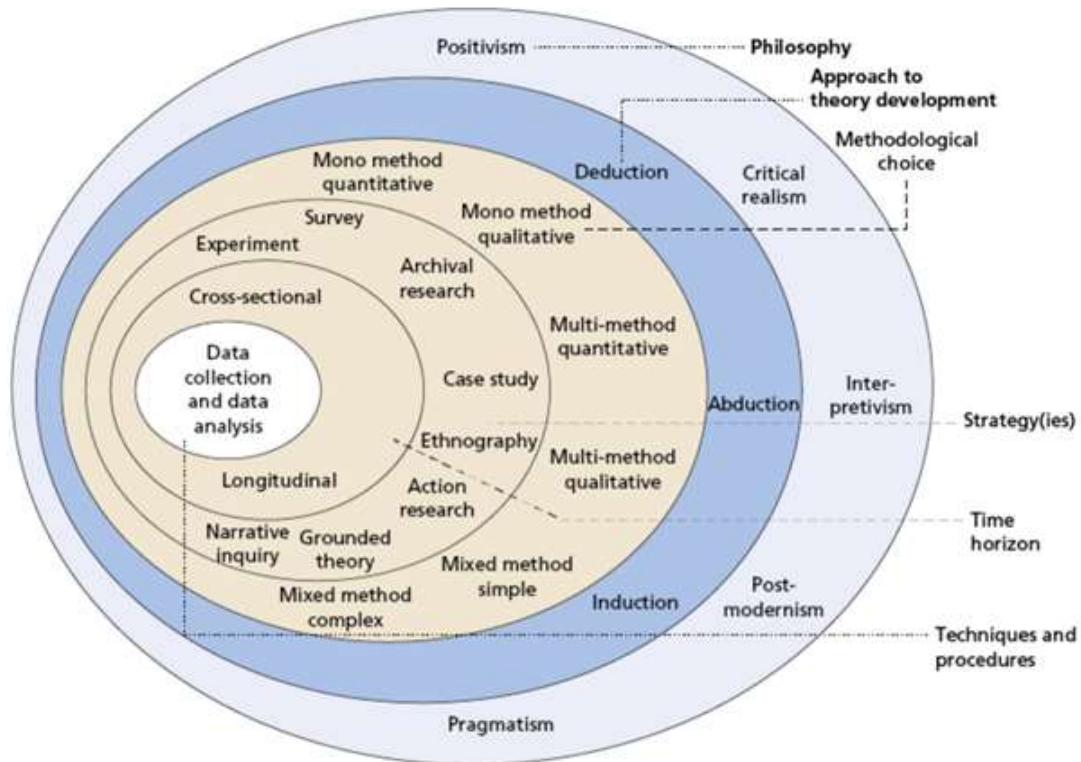 Positivism
Philosophy
Approach to
theory development
Methodological
choice
Mono method
quantitative
Deduction
Critical
realism
Survey
Mono method
qualitative
Experiment
Archival
research
Cross-sectional
Multi-method
quantitative
Data
collection
and data
analysis
Case study
Abduction
Inter-
pretivism
Strategy(ies)
Ethnography
Multi-method
qualitative
Longitudinal
Action
research
Time
horizon
Narrative
inquiry
Grounded
theory
Mixed method
simple
Mixed method
complex
Induction
Post-
modernism
Techniques and
procedures
Pragmatism